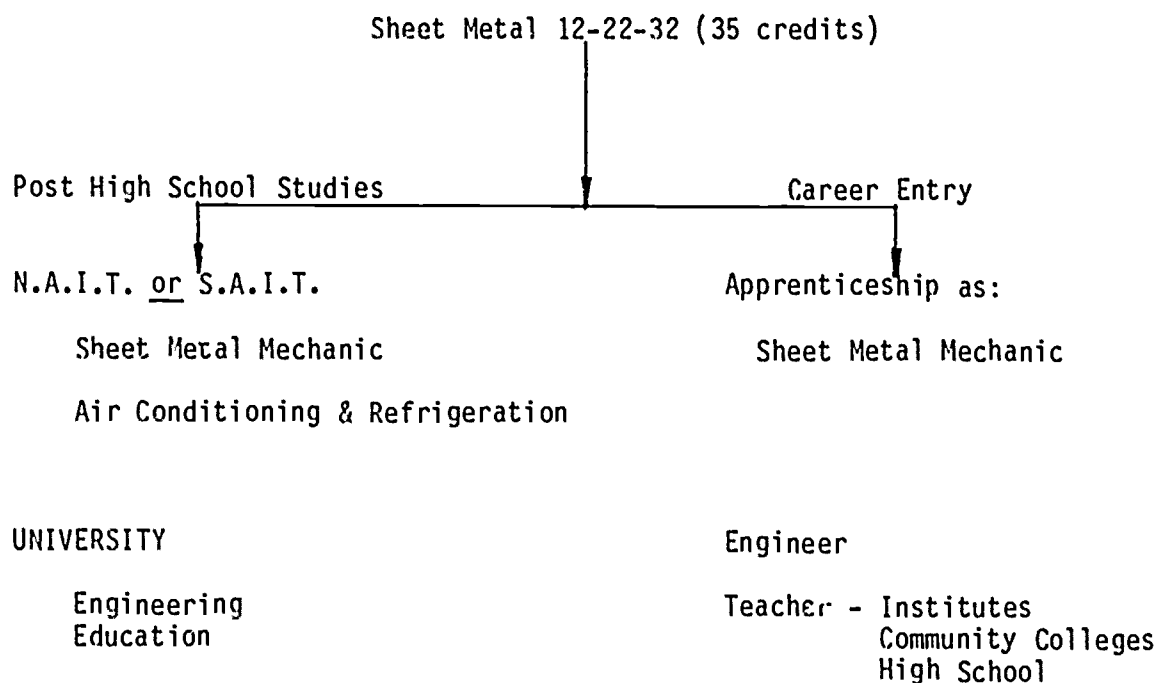 Sheet Metal 12-22-32 (35 credits)
Post High School Studies
Career Entry
N.A.I.T. or S.A.I.T.
Sheet Metal Mechanic
Air Conditioning & Refrigeration
Apprenticeship as:
Sheet Metal Mechanic
UNIVERSITY
Engineering
Education
Engineer
Teacher - Institutes
Community Colleges
High School